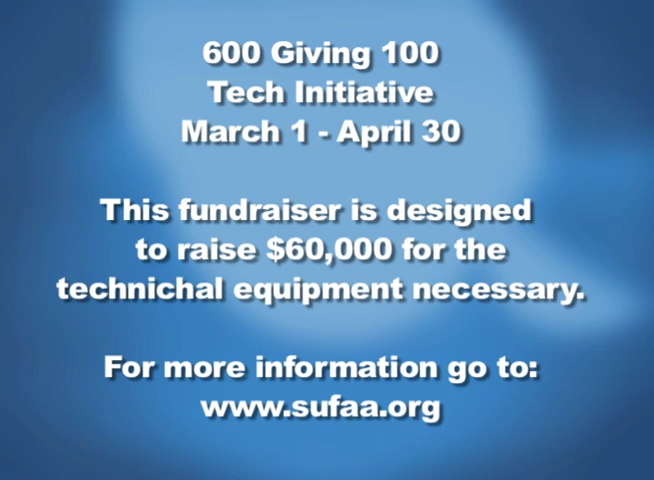 600 Giving 100
Tech Initiative
March 1 - April 30
This fundraiser is designed
to raise $60,000 for the
technichal equipment necessary.
For more information go to:
www.sufaa.org